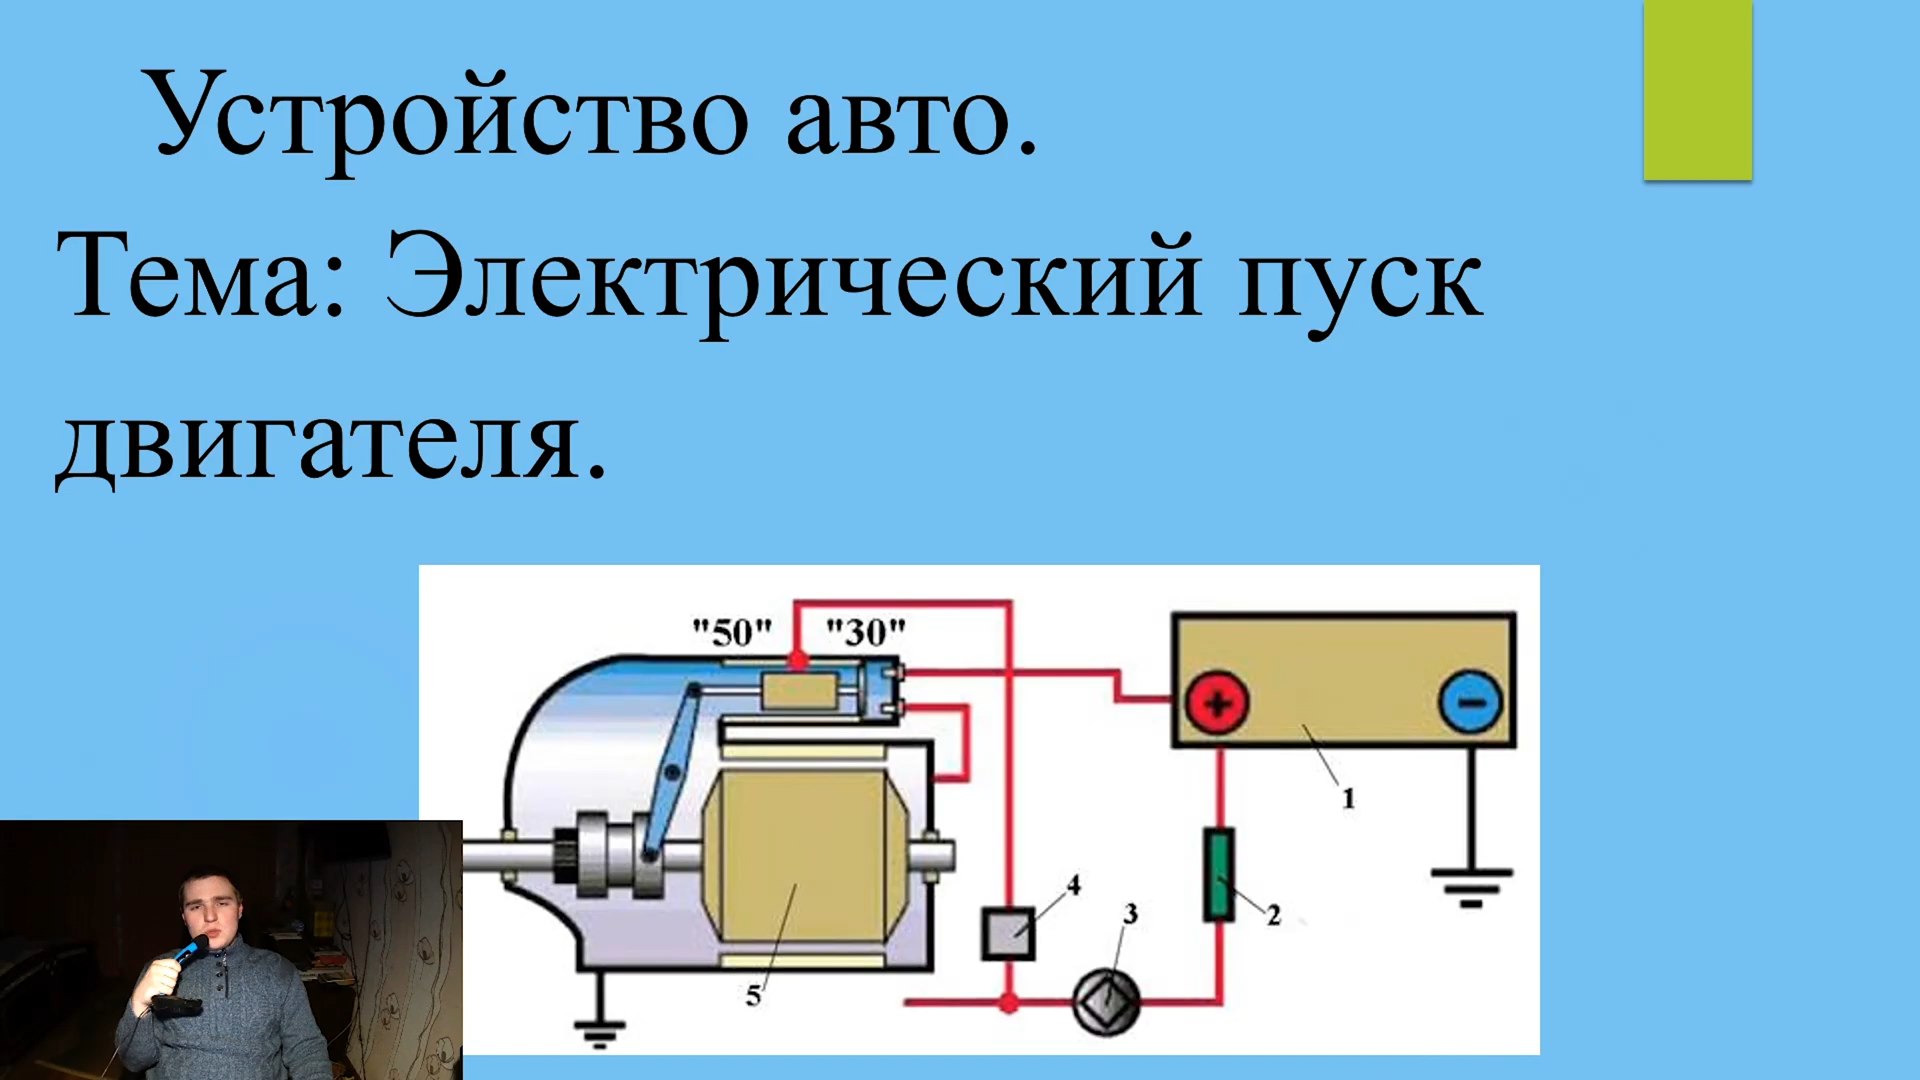 Устройство авто.
Тема: Электрический пуск
двигателя.
"50" "30"
+ -
1
4
3
2
5